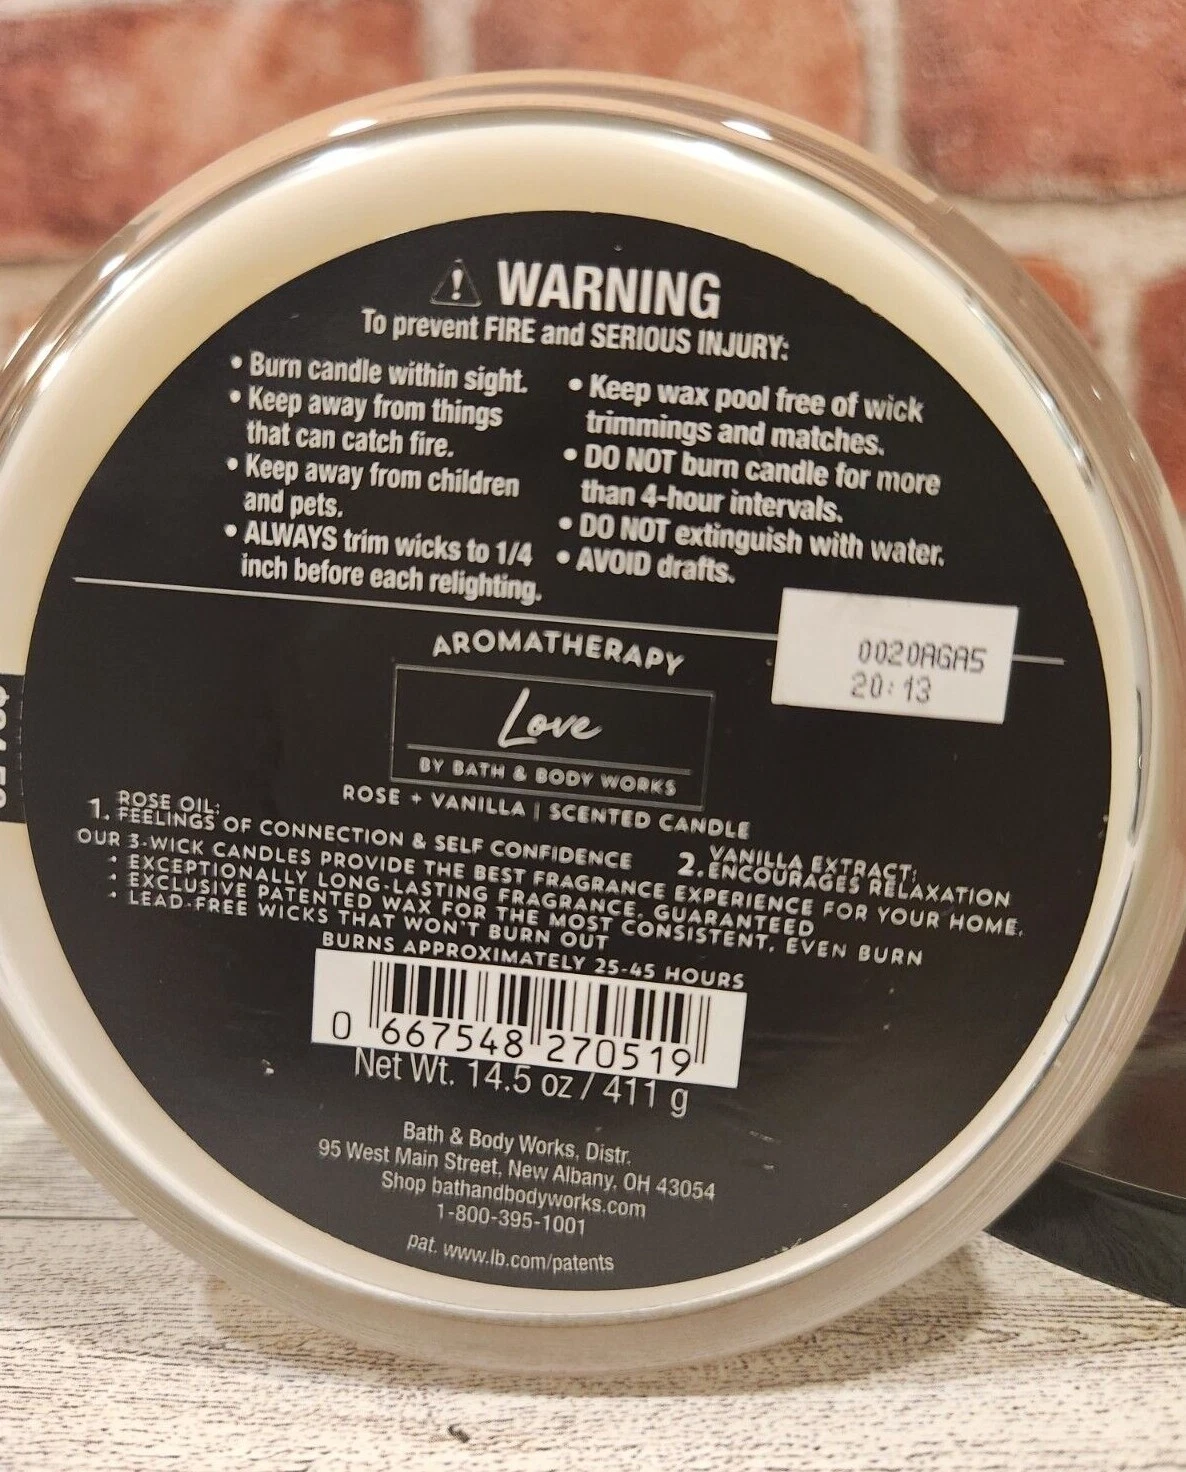 WARNING
To prevent FIRE and SERIOUS INJURY:
• Burn candle within sight.
• Keep away from things
that can catch fire.
• Keep away from children
and pets.
• ALWAYS trim wicks to 1/4
inch before each relighting.
• Keep wax pool free of wick
trimmings and matches.
• DO NOT burn candle for more
than 4-hour intervals.
• DO NOT extinguish with water.
• AVOID drafts.
0020AGA5
20:13
AROMATHERAPY
Love
BY BATH & BODY WORKS
ROSE + VANILLA | SCENTED CANDLE
1. ROSE OIL:
FEELINGS OF CONNECTION & SELF CONFIDENCE
2. VANILLA EXTRACT:
ENCOURAGES RELAXATION
OUR 3-WICK CANDLES PROVIDE THE BEST FRAGRANCE EXPERIENCE FOR YOUR HOME.
• EXCEPTIONALLY LONG-LASTING FRAGRANCE, GUARANTEED
• EXCLUSIVE PATENTED WAX FOR THE MOST CONSISTENT, EVEN BURN
• LEAD-FREE WICKS THAT WON'T BURN OUT
BURNS APPROXIMATELY 25-45 HOURS
0 667548 270519
Net Wt. 14.5 oz / 411 g
Bath & Body Works, Distr.
95 West Main Street, New Albany, OH 43054
Shop bathandbodyworks.com
1-800-395-1001
pat. www.lb.com/patents